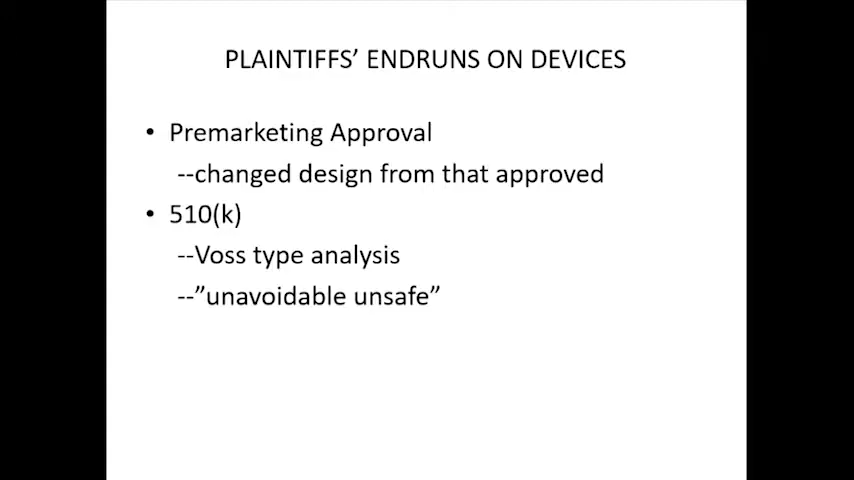 PLAINTIFFS’ ENDRUNS ON DEVICES
• Premarketing Approval
--changed design from that approved
• 510(k)
--Voss type analysis
--”unavoidable unsafe”